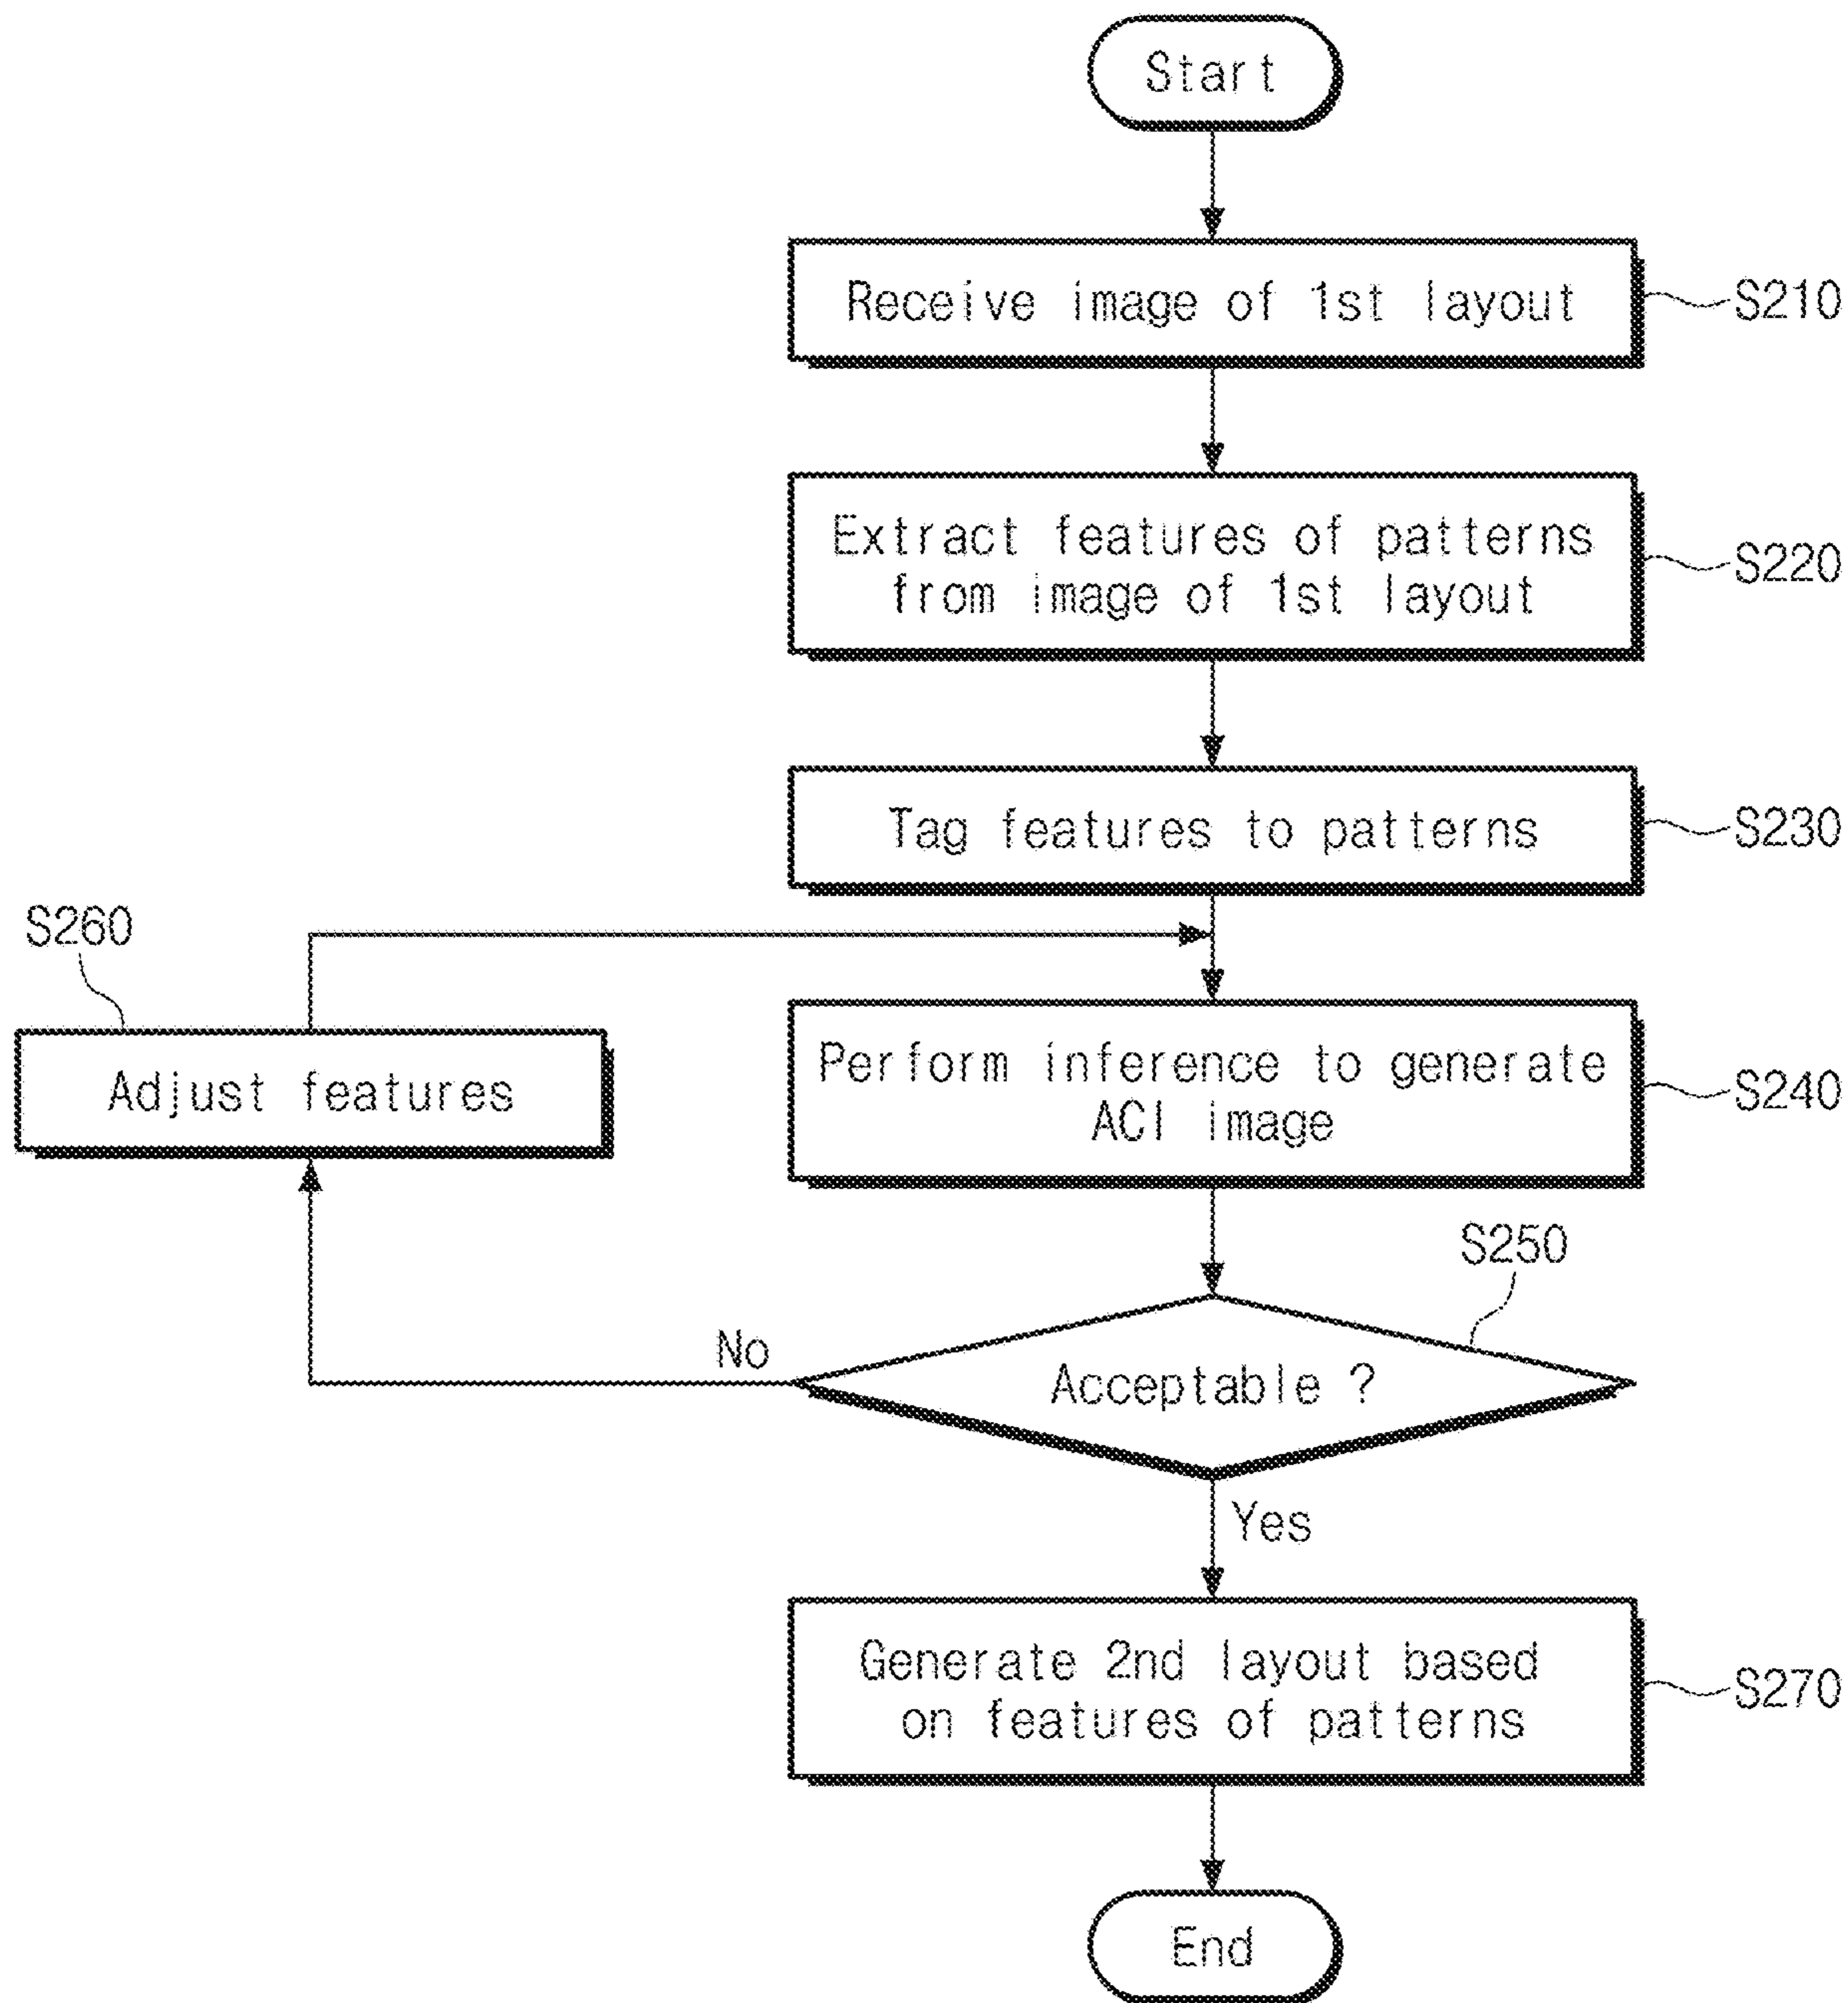 Start
Receive image of 1st layout
S210
Extract features of patterns
from image of 1st layout
S220
Tag features to patterns
S230
S260
Adjust features
Perform inference to generate
ACI image
S240
S250
Acceptable ?
No
Yes
Generate 2nd layout based
on features of patterns
S270
End